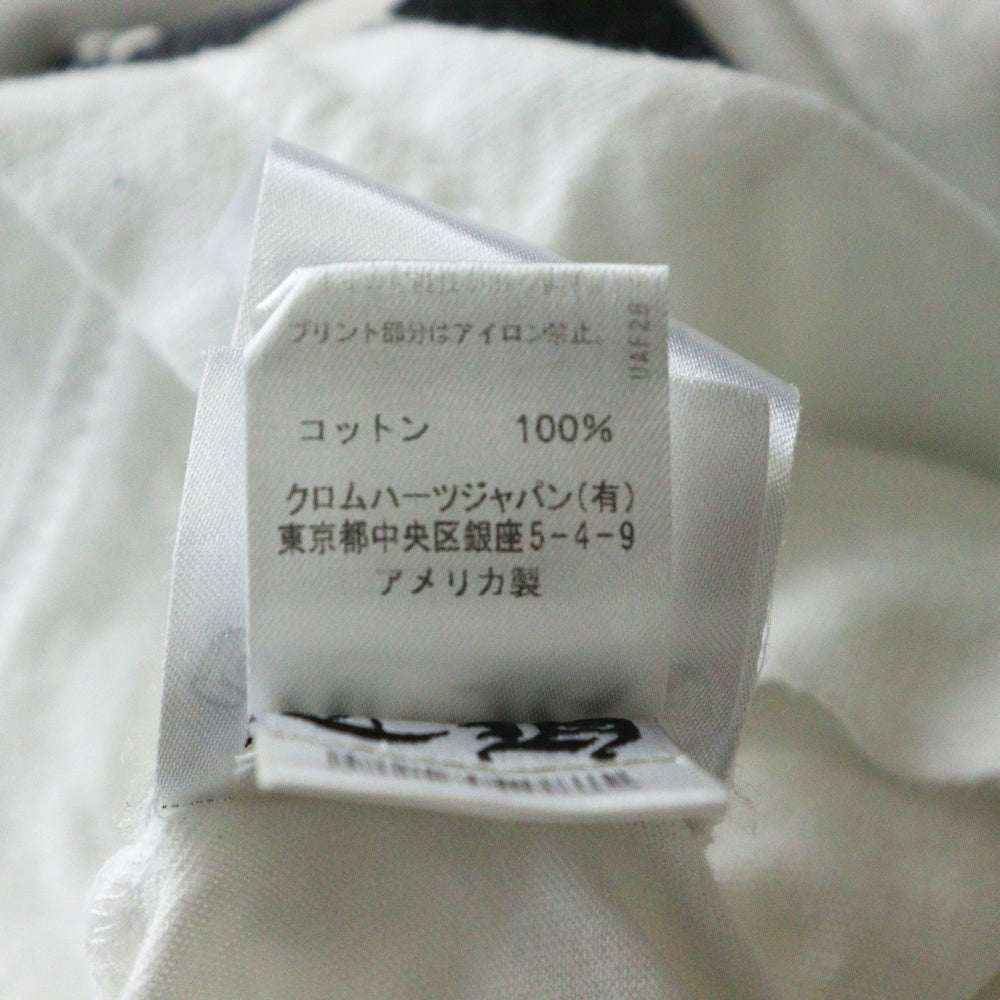 プリント部分はアイロン禁止。
UAF28
コットン 100%
クロムハーツジャパン(有)
東京都中央区銀座5-4-9
アメリカ製